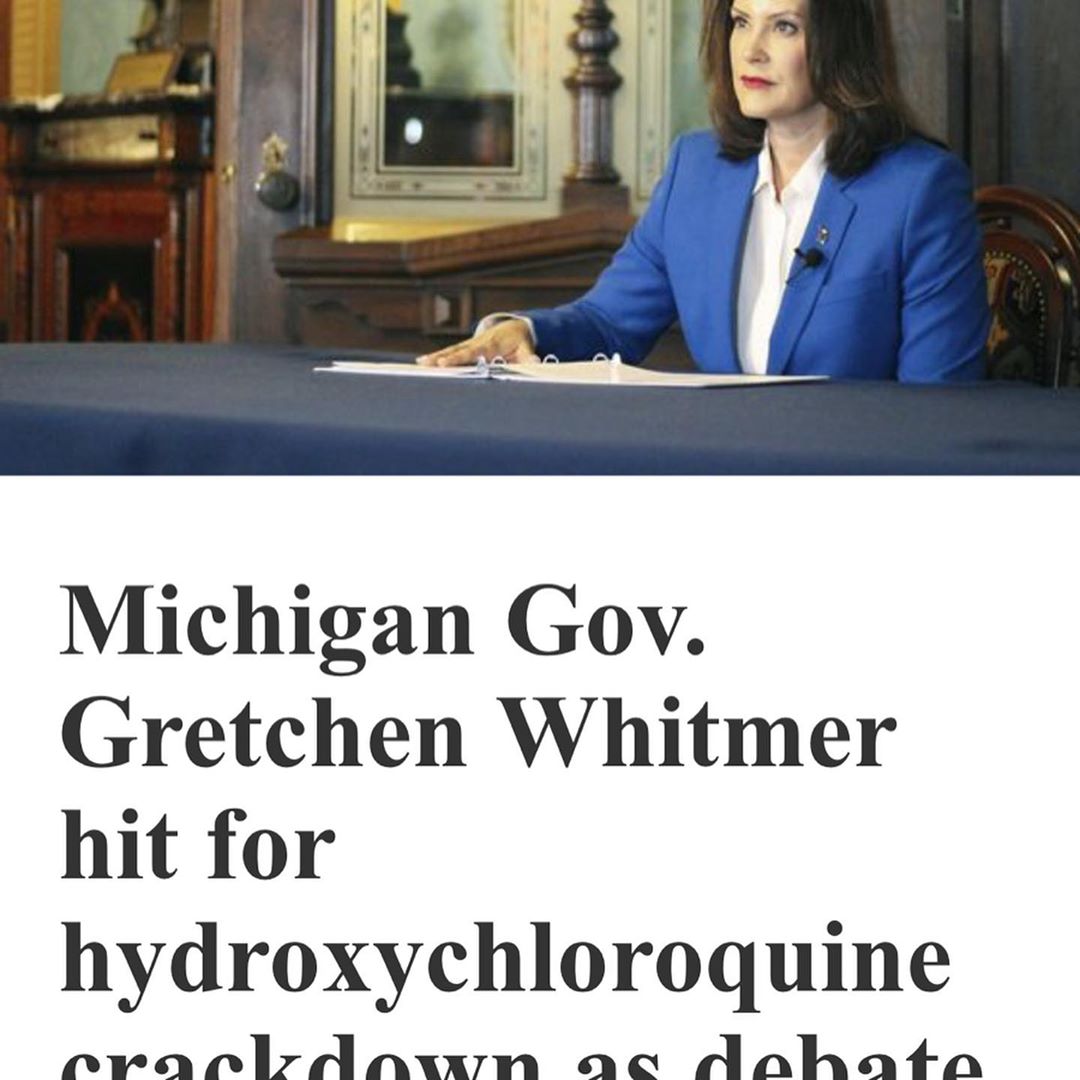 Michigan Gov.
Gretchen Whitmer
hit for
hydroxychloroquine
crackdown as debate